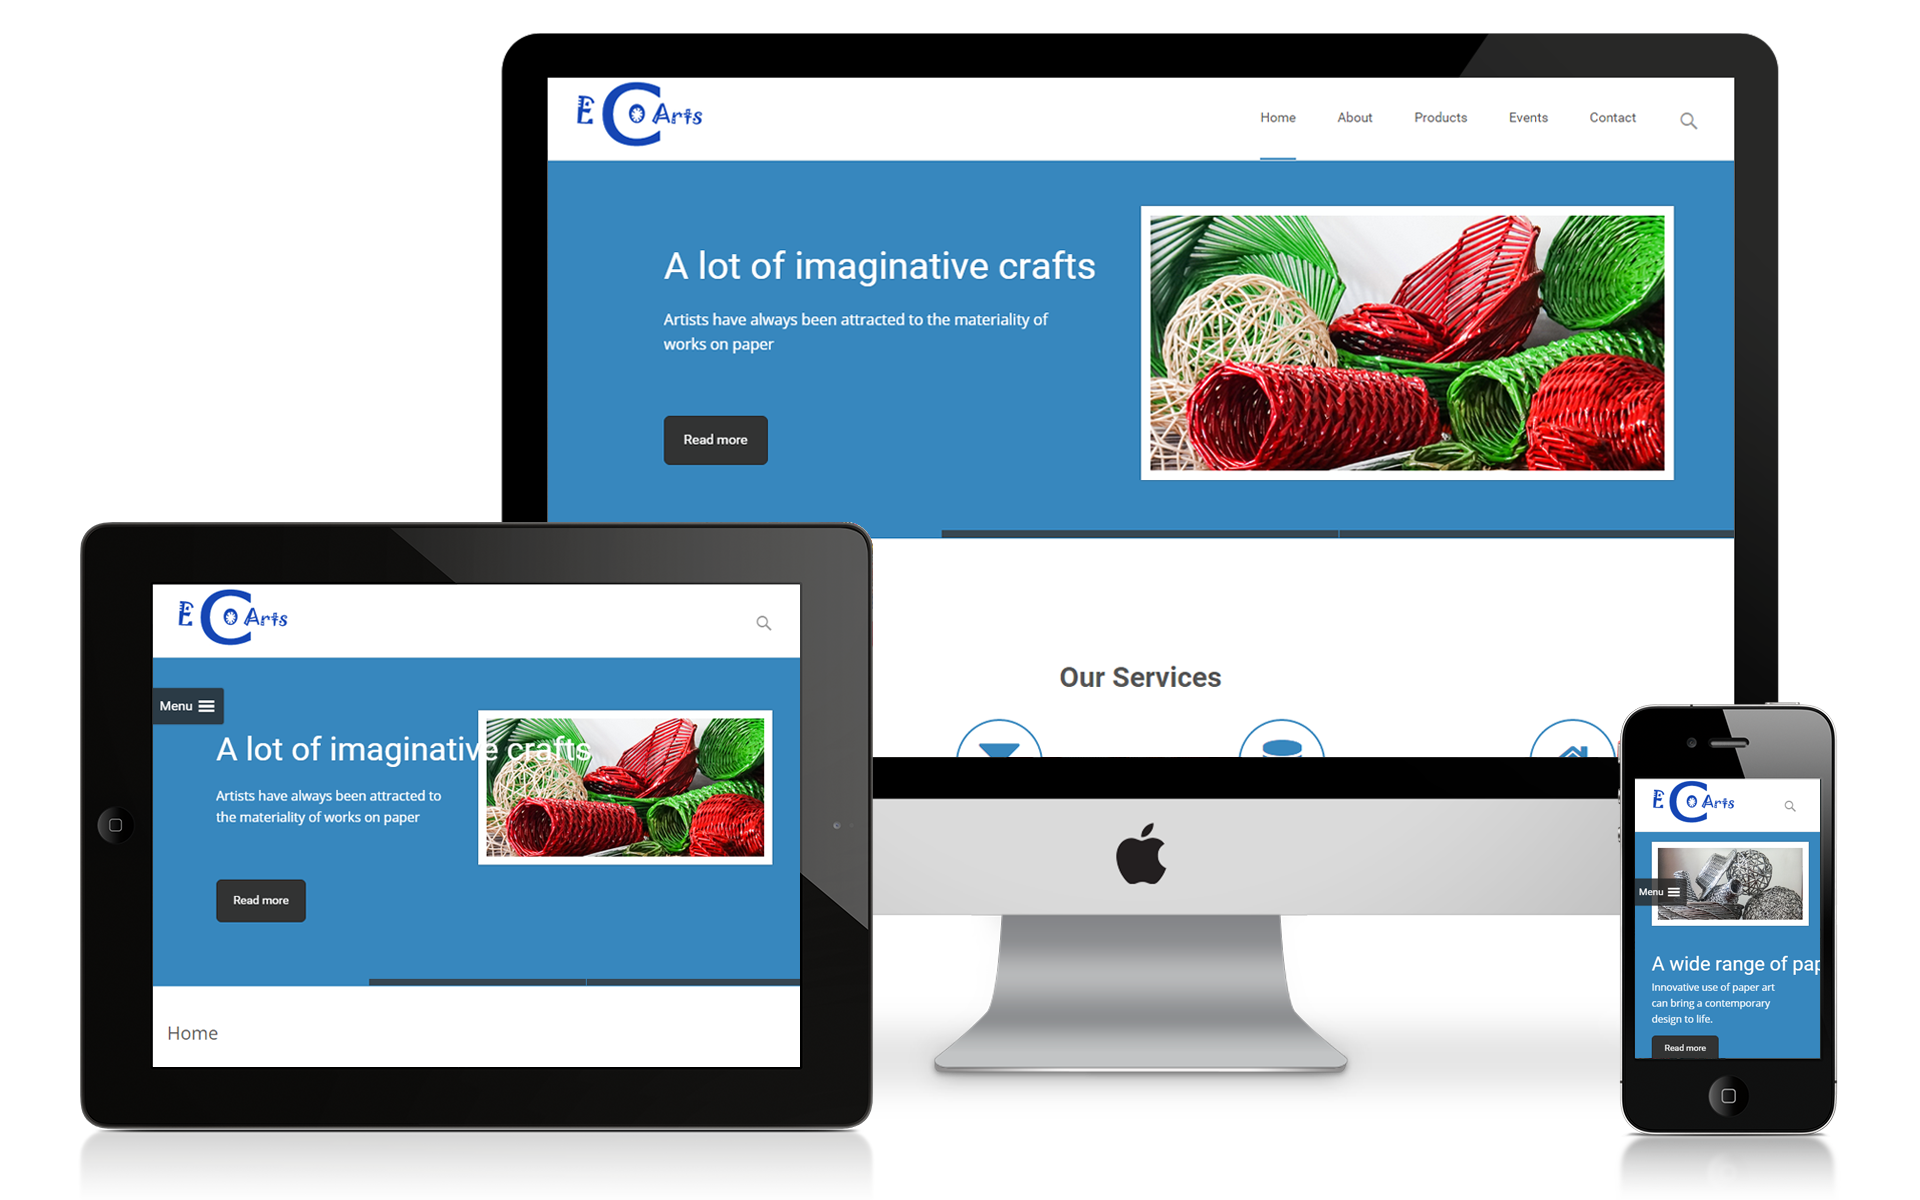 ECO Arts
Home About Products Events Contact
A lot of imaginative crafts
Artists have always been attracted to the materiality of
works on paper
Read more
Our Services
ECO Arts
Menu
A lot of imaginative crafts
Artists have always been attracted to
the materiality of works on paper
Read more
Home
ECO Arts
Menu
A wide range of pap
Innovative use of paper art
can bring a contemporary
design to life.
Read more